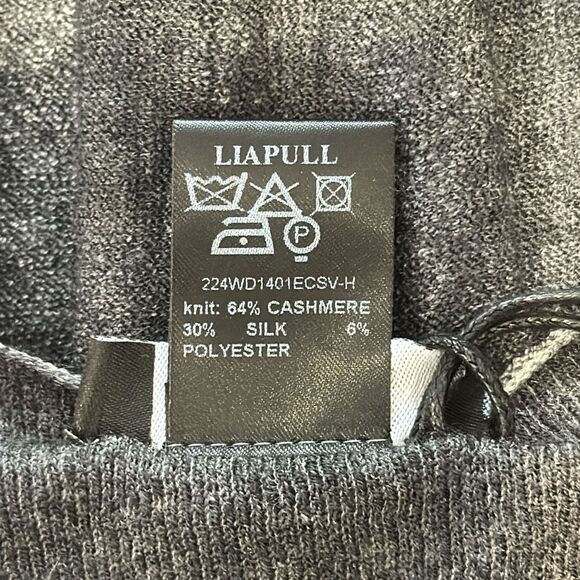 LIAPULL
P
224WD1401ECSV-H
knit: 64% CASHMERE
30% SILK 6%
POLYESTER